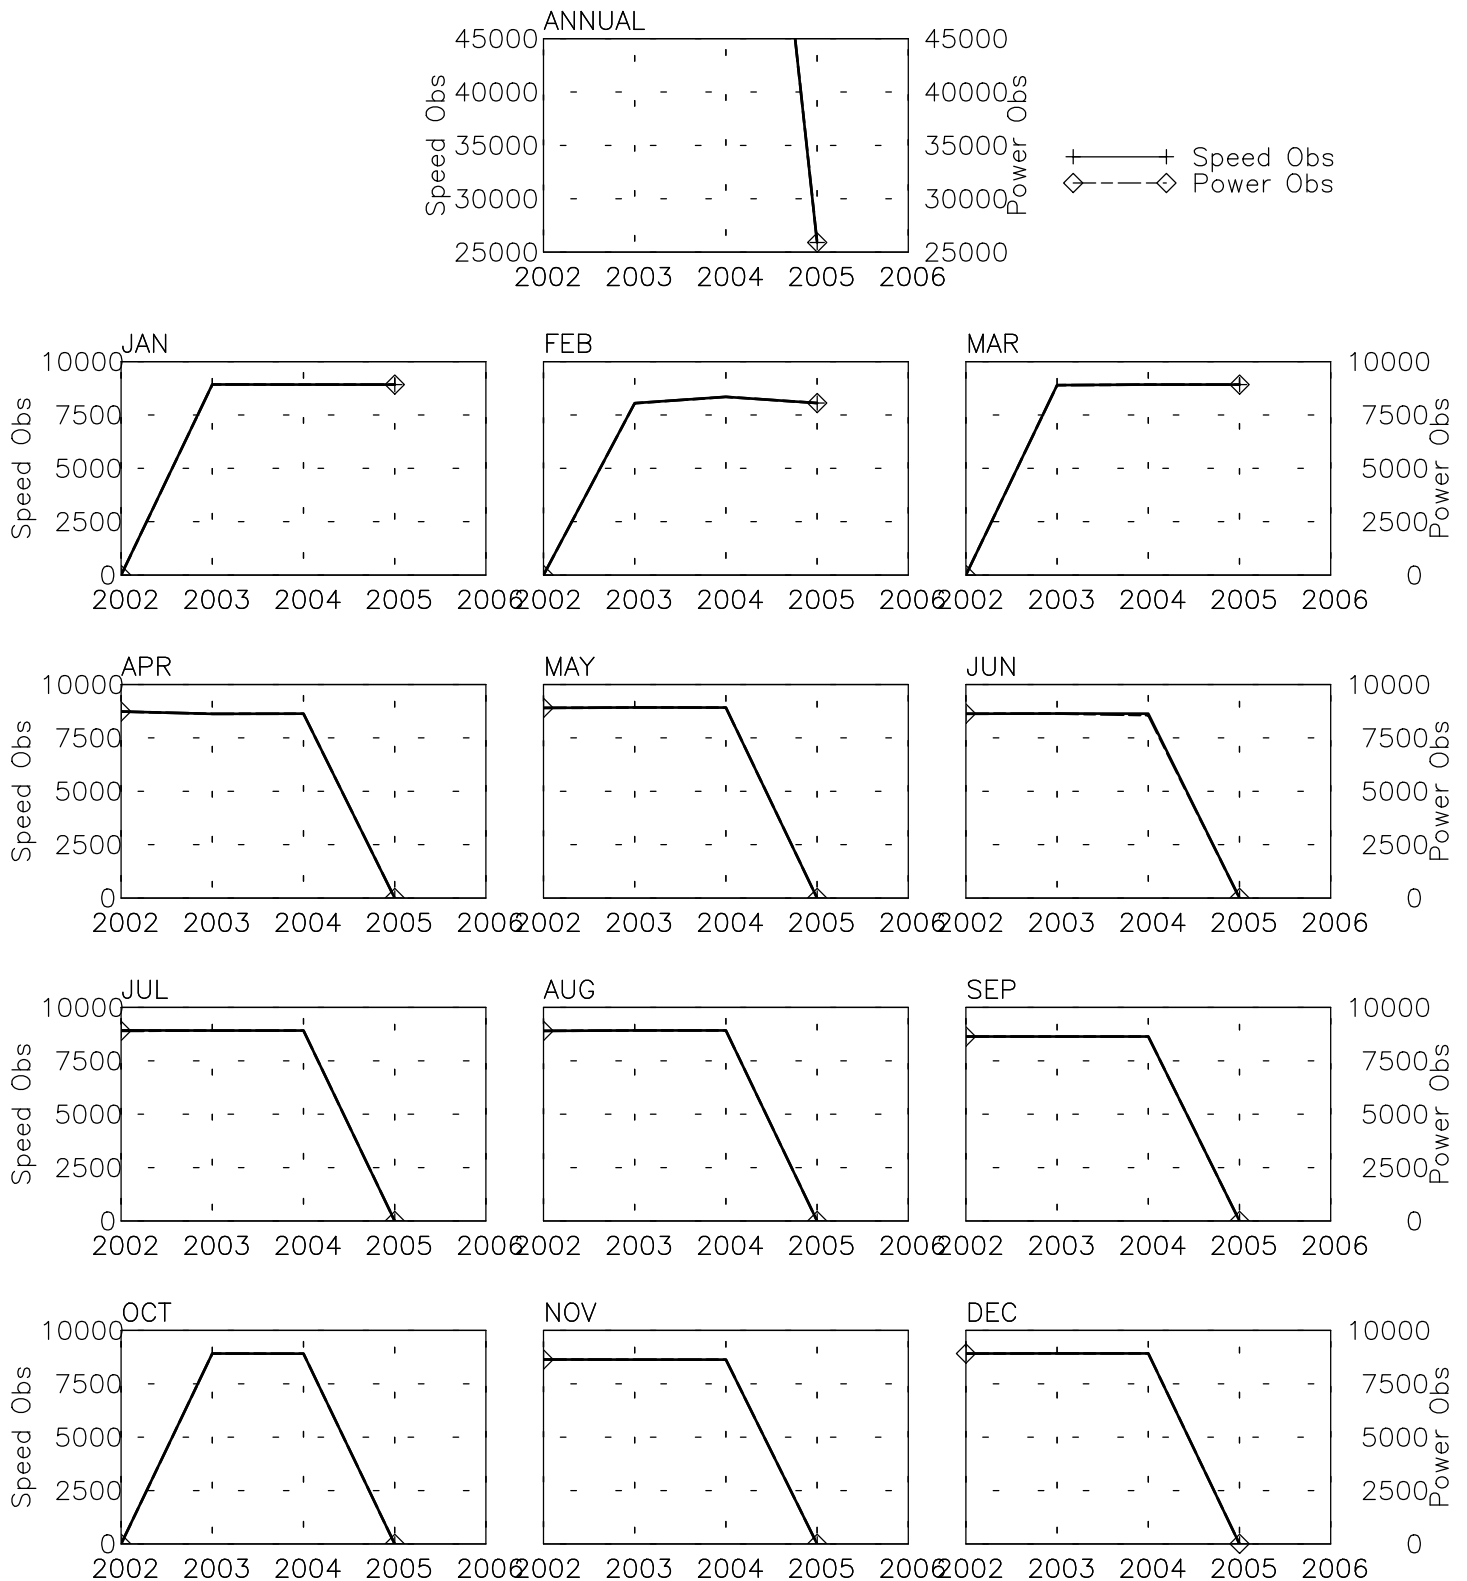 ANNUAL
45000 45000
40000 40000
35000 35000
30000 30000
25000 25000
Speed Obs
Power Obs
2002 2003 2004 2005 2006
Speed Obs
Power Obs
JAN FEB MAR
10000 10000
7500 7500
5000 5000
2500 2500
0 0
Speed Obs
Power Obs
2002 2003 2004 2005 2006 2002 2003 2004 2005 2006 2002 2003 2004 2005 2006
APR MAY JUN
10000 10000
7500 7500
5000 5000
2500 2500
0 0
Speed Obs
Power Obs
2002 2003 2004 2005 2006 2002 2003 2004 2005 2006 2002 2003 2004 2005 2006
JUL AUG SEP
10000 10000
7500 7500
5000 5000
2500 2500
0 0
Speed Obs
Power Obs
2002 2003 2004 2005 2006 2002 2003 2004 2005 2006 2002 2003 2004 2005 2006
OCT NOV DEC
10000 10000
7500 7500
5000 5000
2500 2500
0 0
Speed Obs
Power Obs
2002 2003 2004 2005 2006 2002 2003 2004 2005 2006 2002 2003 2004 2005 2006